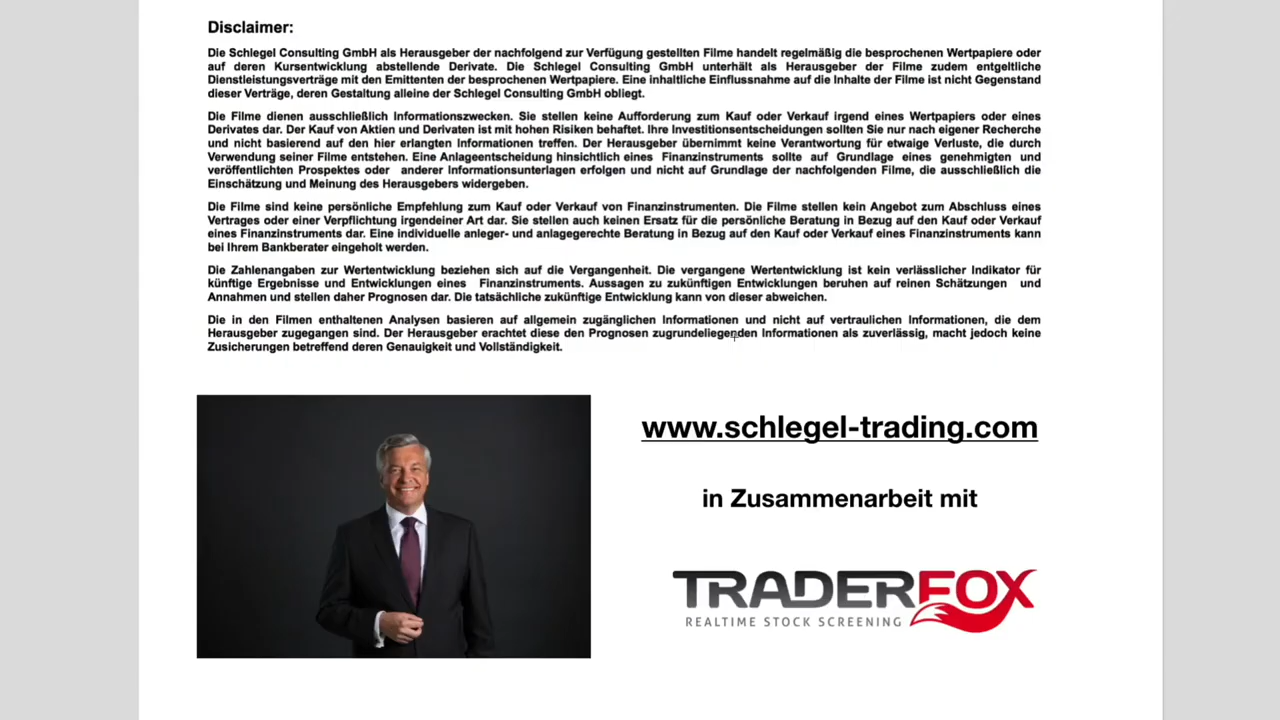 Disclaimer:
Die Schlegel Consulting GmbH als Herausgeber der nachfolgend zur Verfügung gestellten Filme handelt regelmäßig die besprochenen Wertpapiere oder
auf deren Kursentwicklung abstellende Derivate. Die Schlegel Consulting GmbH unterhält als Herausgeber der Filme zudem entgeltliche
Dienstleistungsverträge mit den Emittenten der besprochenen Wertpapiere. Eine inhaltliche Einflussnahme auf die Inhalte der Filme ist nicht Gegenstand
dieser Verträge, deren Gestaltung alleine der Schlegel Consulting GmbH obliegt.
Die Filme dienen ausschließlich Informationszwecken. Sie stellen keine Aufforderung zum Kauf oder Verkauf irgend eines Wertpapiers oder eines
Derivates dar. Der Kauf von Aktien und Derivaten ist mit hohen Risiken behaftet. Ihre Investitionsentscheidungen sollten Sie nur nach eigener Recherche
und nicht basierend auf den hier erlangten Informationen treffen. Der Herausgeber übernimmt keine Verantwortung für etwaige Verluste, die durch
Verwendung seiner Filme entstehen. Eine Anlageentscheidung hinsichtlich eines Finanzinstruments sollte auf Grundlage eines genehmigten und
veröffentlichten Prospektes oder anderer Informationsunterlagen erfolgen und nicht auf Grundlage der nachfolgenden Filme, die ausschließlich die
Einschätzung und Meinung des Herausgebers widergeben.
Die Filme sind keine persönliche Empfehlung zum Kauf oder Verkauf von Finanzinstrumenten. Die Filme stellen kein Angebot zum Abschluss eines
Vertrages oder einer Verpflichtung irgendeiner Art dar. Sie stellen auch keinen Ersatz für die persönliche Beratung in Bezug auf den Kauf oder Verkauf
eines Finanzinstruments dar. Eine individuelle anleger- und anlagegerechte Beratung in Bezug auf den Kauf oder Verkauf eines Finanzinstruments kann
bei Ihrem Bankberater eingeholt werden.
Die Zahlenangaben zur Wertentwicklung beziehen sich auf die Vergangenheit. Die vergangene Wertentwicklung ist kein verlässlicher Indikator für
künftige Ergebnisse und Entwicklungen eines Finanzinstruments. Aussagen zu zukünftigen Entwicklungen beruhen auf reinen Schätzungen und
Annahmen und stellen daher Prognosen dar. Die tatsächliche zukünftige Entwicklung kann von dieser abweichen.
Die in den Filmen enthaltenen Analysen basieren auf allgemein zugänglichen Informationen und nicht auf vertraulichen Informationen, die dem
Herausgeber zugegangen sind. Der Herausgeber erachtet diese den Prognosen zugrundeliegenden Informationen als zuverlässig, macht jedoch keine
Zusicherungen betreffend deren Genauigkeit und Vollständigkeit.
www.schlegel-trading.com
in Zusammenarbeit mit
TRADERFOX
REALTIME STOCK SCREENING